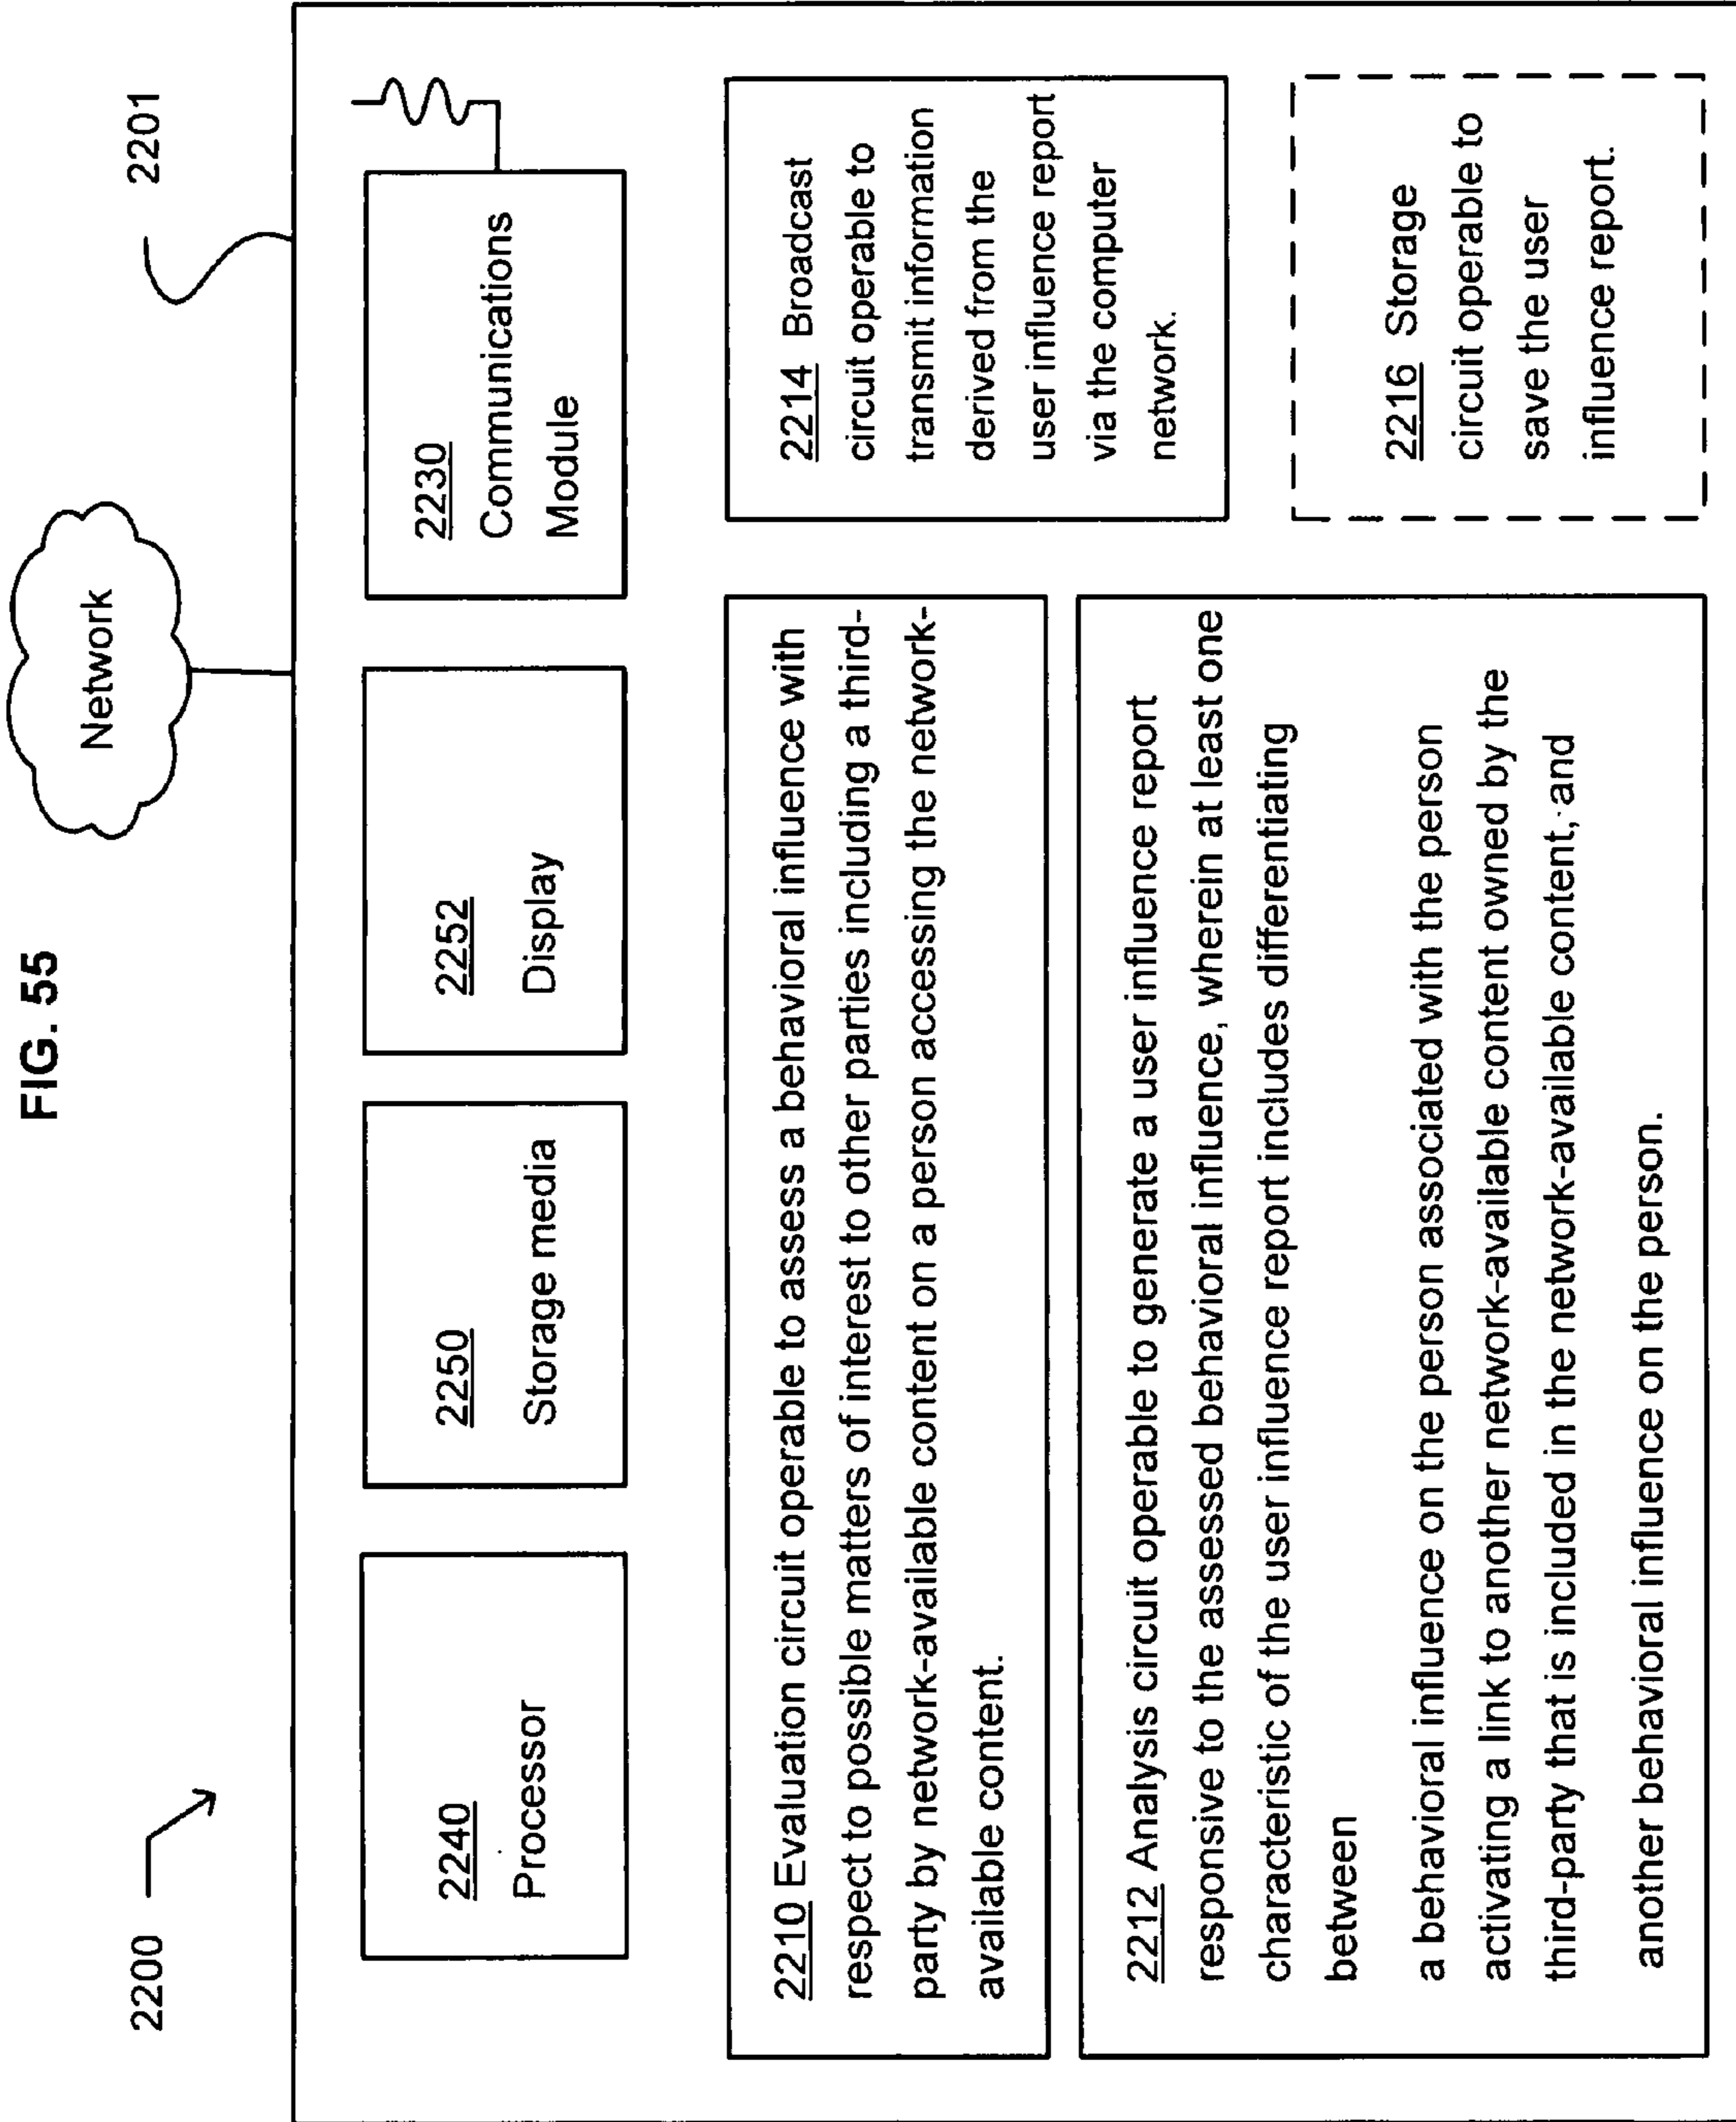 FIG. 55
Network
2200
2201
2240
Processor
2250
Storage media
2252
Display
2230
Communications
Module
2210 Evaluation circuit operable to assess a behavioral influence with
respect to possible matters of interest to other parties including a third-
party by network-available content on a person accessing the network-
available content.
2212 Analysis circuit operable to generate a user influence report
responsive to the assessed behavioral influence, wherein at least one
characteristic of the user influence report includes differentiating
between
a behavioral influence on the person associated with the person
activating a link to another network-available content owned by the
third-party that is included in the network-available content, and
another behavioral influence on the person.
2214 Broadcast
circuit operable to
transmit information
derived from the
user influence report
via the computer
network.
2216 Storage
circuit operable to
save the user
influence report.